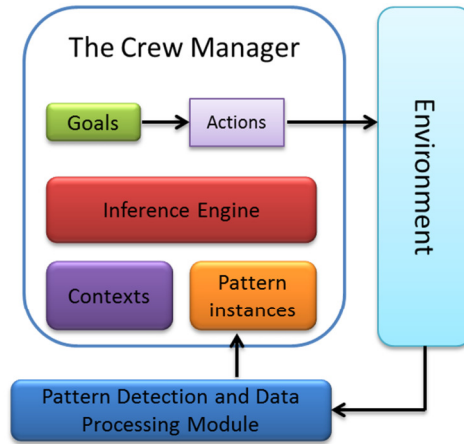 The Crew Manager
Goals
Actions
Environment
Inference Engine
Contexts
Pattern
instances
Pattern Detection and Data
Processing Module